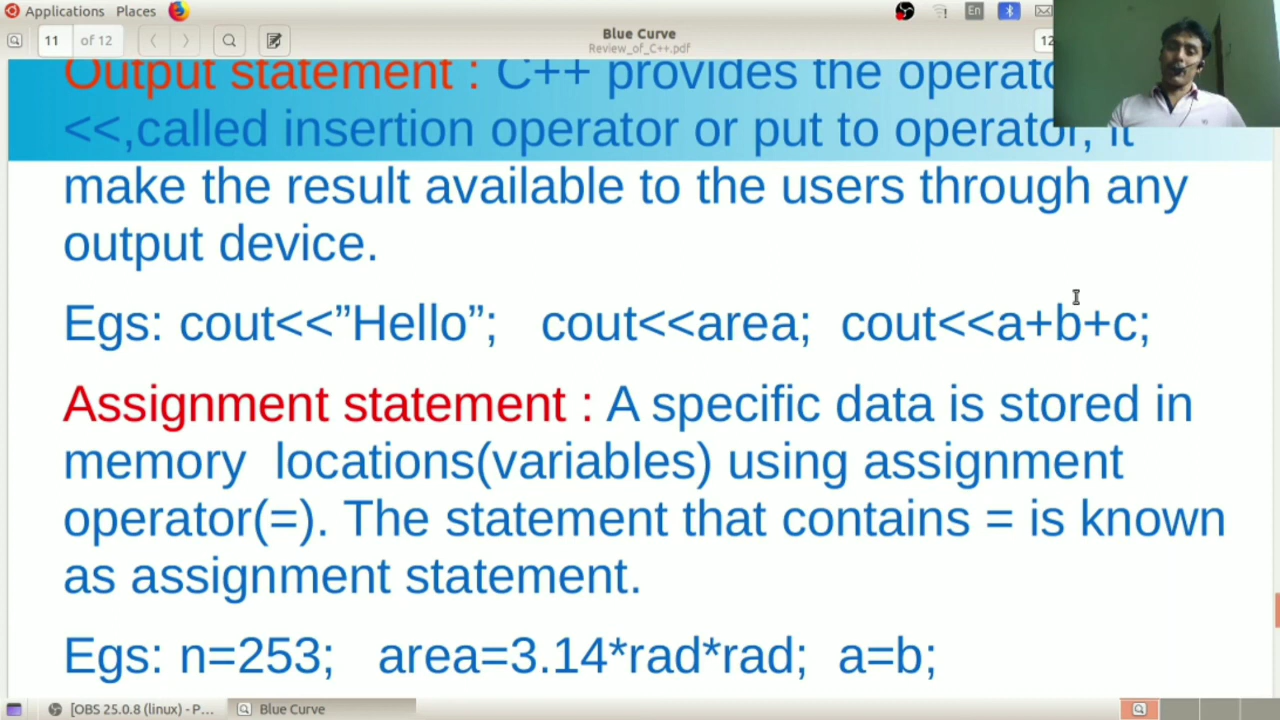 Applications Places
En
11 of 12
Blue Curve
Review_of_C++.pdf
12
Output statement : C++ provides the
<<,called insertion operator or put to operator, it
make the result available to the users through any
output device.
Egs: cout<<”Hello”; cout<<area; cout<<a+b+c;
Assignment statement : A specific data is stored in
memory locations(variables) using assignment
operator(=). The statement that contains = is known
as assignment statement.
Egs: n=253; area=3.14*rad*rad; a=b;
[OBS 25.0.8 (linux) - P... Blue Curve